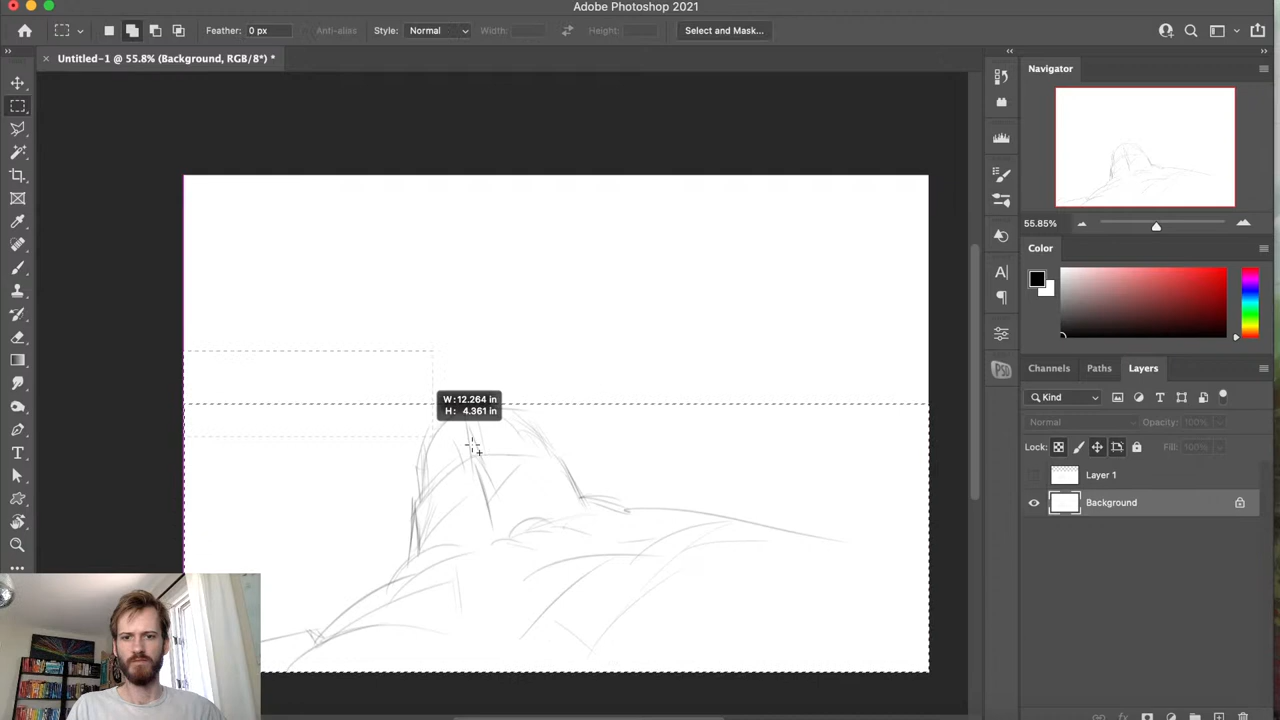 Adobe Photoshop 2021
Feather: 0 px Anti-alias Style: Normal Width: Height: Select and Mask...
Untitled-1 @ 55.8% (Background, RGB/8*) *
Navigator
55.85%
Color
Channels Paths Layers
Kind
Normal Opacity: 100%
Lock: Fill: 100%
Layer 1
Background
W: 12.264 in
H: 4.361 in